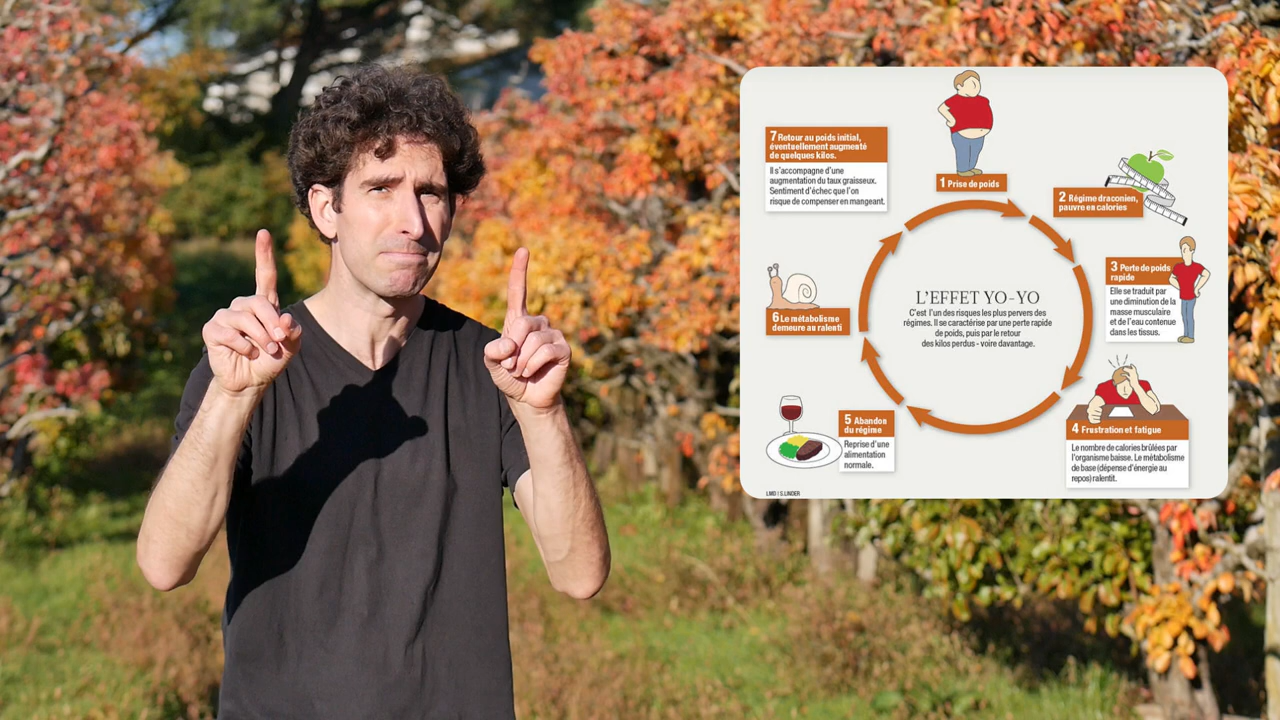 L'EFFET YO-YO
C'est l'un des risques les plus pervers des
régimes. Il se caractérise par une perte rapide
de poids, puis par le retour
des kilos perdus - voire davantage.
1 Prise de poids
2 Régime draconien,
pauvre en calories
3 Perte de poids
rapide
Elle se traduit par
une diminution de la
masse musculaire
et de l'eau contenue
dans les tissus.
4 Frustration et fatigue
Le nombre de calories brûlées par
l'organisme baisse. Le métabolisme
de base (dépense d'énergie au
repos) ralentit.
5 Abandon
du régime
Reprise d'une
alimentation
normale.
6 Le métabolisme
demeure au ralenti
7 Retour au poids initial,
éventuellement augmenté
de quelques kilos.
Il s'accompagne d'une
augmentation du taux graisseux.
Sentiment d'échec que l'on
risque de compenser en mangeant.
LMD / S.LINDER